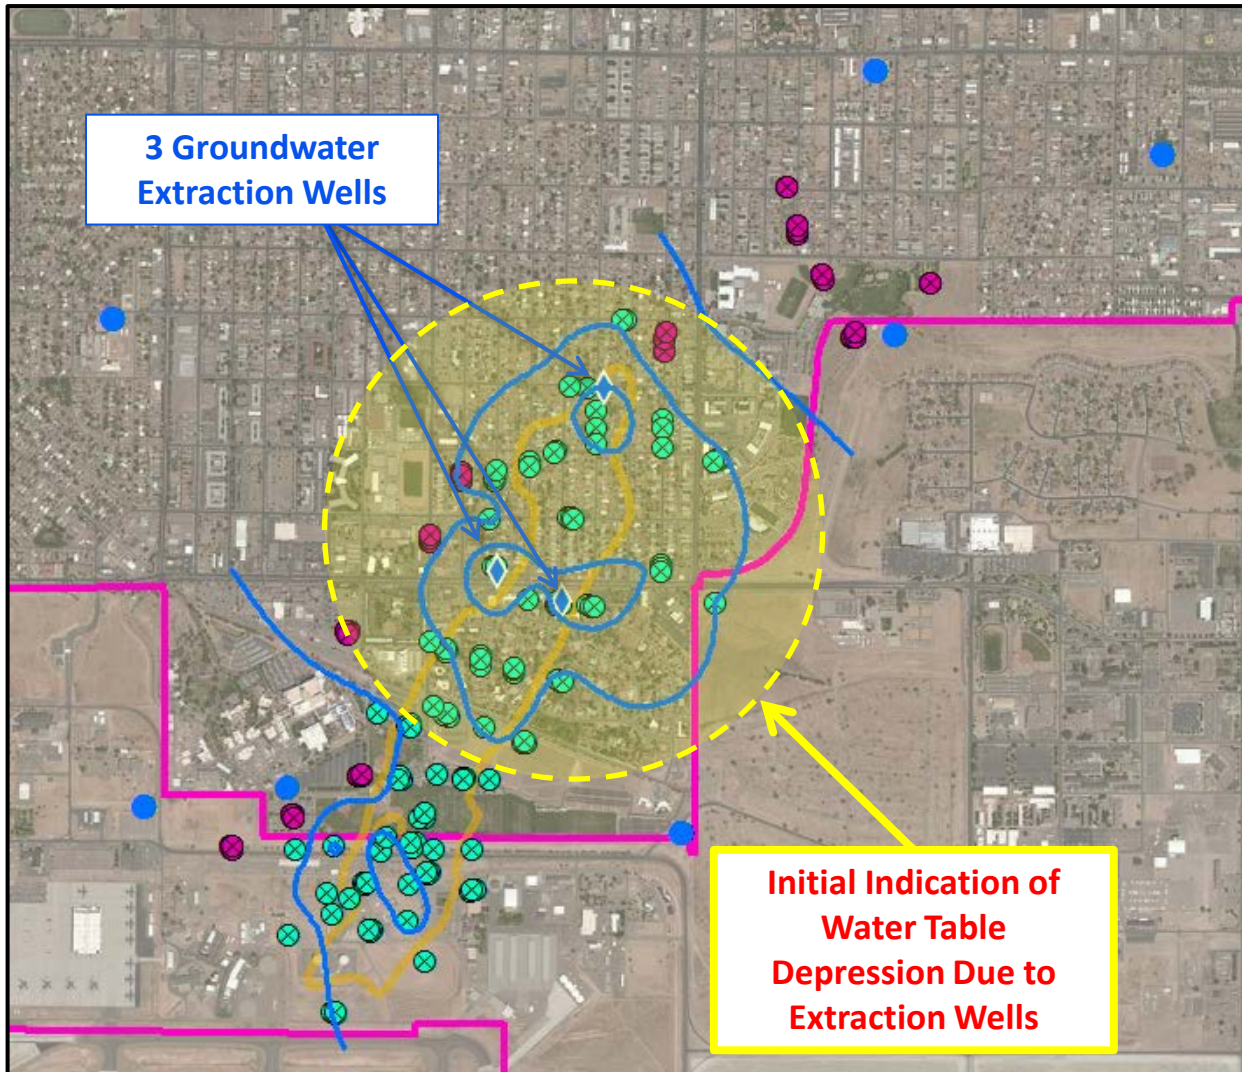 3 Groundwater
Extraction Wells
Initial Indication of
Water Table
Depression Due to
Extraction Wells